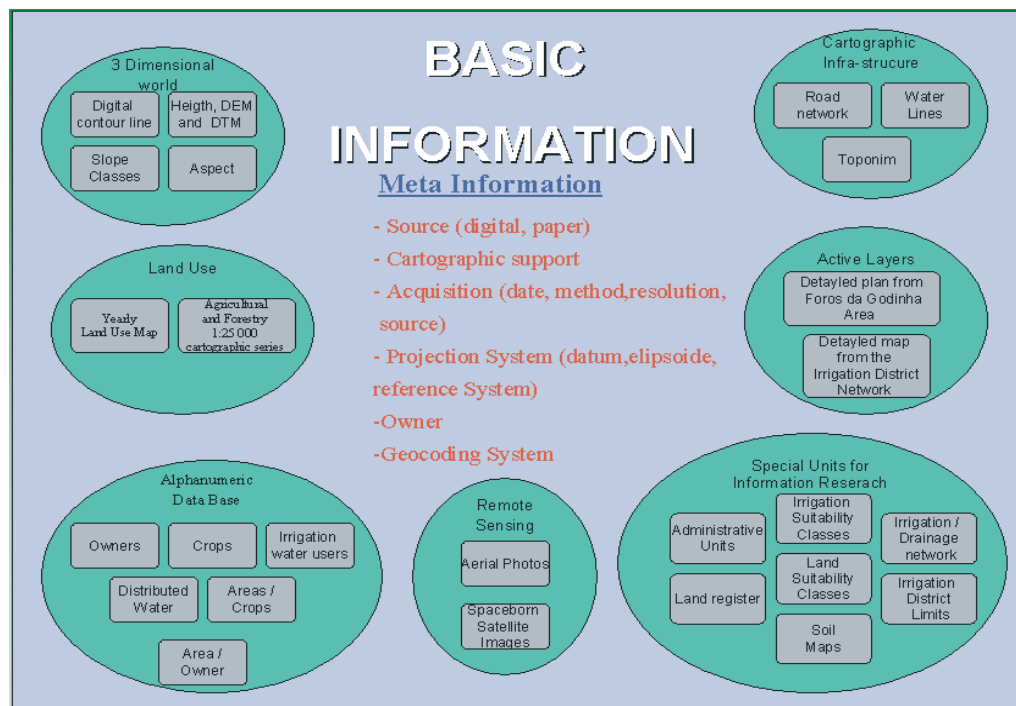 BASIC
INFORMATION
3 Dimensional
world
Digital
contour line
Heigth, DEM
and DTM
Slope
Classes
Aspect
Cartographic
Infra-strucure
Road
network
Water
Lines
Toponim
Meta Information
- Source (digital, paper)
- Cartographic support
- Acquisition (date, method,resolution,
source)
- Projection System (datum,elipsoide,
reference System)
-Owner
-Geocoding System
Land Use
Yearly
Land Use Map
Agricultural
and Forestry
1:25 000
cartographic series
Active Layers
Detayled plan from
Foros da Godinha
Area
Detayled map
from the
Irrigation District
Network
Alphanumeric
Data Base
Owners
Crops
Irrigation
water users
Distributed
Water
Areas /
Crops
Area /
Owner
Remote
Sensing
Aerial Photos
Spaceborn
Satellite
Images
Special Units for
Information Reserach
Administrative
Units
Irrigation
Suitability
Classes
Irrigation /
Drainage
network
Land register
Land
Suitability
Classes
Irrigation
District
Limits
Soil
Maps